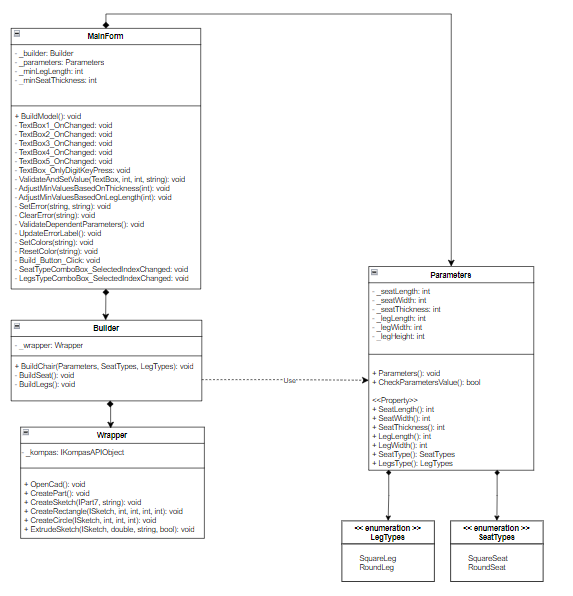 MainForm
- _builder: Builder
- _parameters: Parameters
- _minLegLength: int
- _minSeatThickness: int
+ BuildModel(): void
- TextBox1_OnChanged: void
- TextBox2_OnChanged: void
- TextBox3_OnChanged: void
- TextBox4_OnChanged: void
- TextBox5_OnChanged: void
- TextBox_OnlyDigitKeyPress: void
- ValidateAndSetValue(TextBox, int, int, string): void
- AdjustMinValuesBasedOnThickness(int): void
- AdjustMinValuesBasedOnLegLength(int): void
- SetError(string, string): void
- ClearError(string): void
- ValidateDependentParameters(): void
- UpdateErrorLabel(): void
- SetColors(string): void
- ResetColor(string): void
- Build_Button_Click: void
- SeatTypeComboBox_SelectedIndexChanged: void
- LegsTypeComboBox_SelectedIndexChanged: void
Builder
- _wrapper: Wrapper
+ BuildChair(Parameters, SeatTypes, LegTypes): void
- BuildSeat(): void
- BuildLegs(): void
Use
Wrapper
- _kompas: IKompasAPIObject
+ OpenCad(): void
+ CreatePart(): void
+ CreateSketch(IPart7, string): void
+ CreateRectangle(ISketch, int, int, int, int): void
+ CreateCircle(ISketch, int, int, int): void
+ ExtrudeSketch(ISketch, double, string, bool): void
Parameters
- _seatLength: int
- _seatWidth: int
- _seatThickness: int
- _legLength: int
- _legWidth: int
- _legHeight: int
+ Parameters(): void
+ CheckParametersValue(): bool
<<Property>>
+ SeatLength(): int
+ SeatWidth(): int
+ SeatThickness(): int
+ LegLength(): int
+ LegWidth(): int
+ SeatType(): SeatTypes
+ LegsType(): LegTypes
<< enumeration >>
LegTypes
SquareLeg
RoundLeg
<< enumeration >>
SeatTypes
SquareSeat
RoundSeat